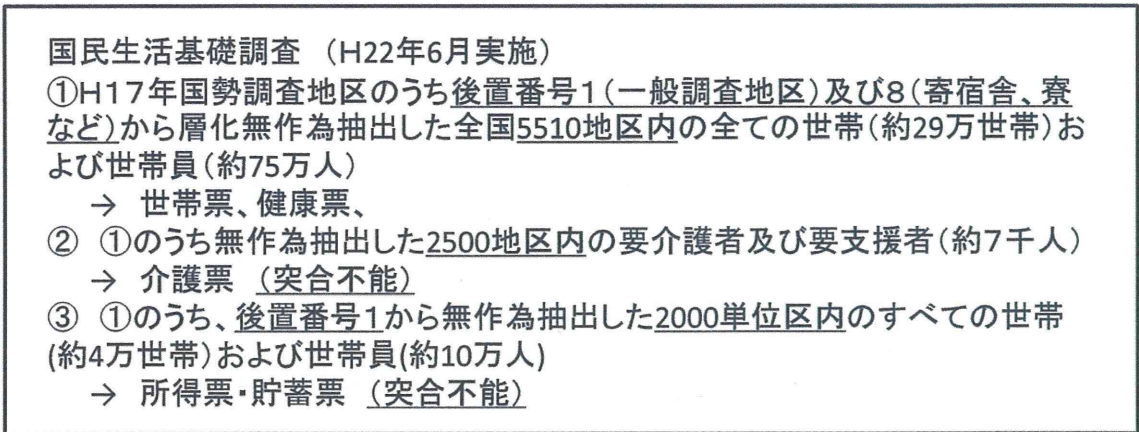 国民生活基礎調査 (H22年6月実施)
①H17年国勢調査地区のうち後置番号1(一般調査地区)及び8(寄宿舎、寮
など)から層化無作為抽出した全国5510地区内の全ての世帯(約29万世帯)お
よび世帯員(約75万人)
→ 世帯票、健康票、
② ①のうち無作為抽出した2500地区内の要介護者及び要支援者(約7千人)
→ 介護票 (突合不能)
③ ①のうち、後置番号1から無作為抽出した2000単位区内のすべての世帯
(約4万世帯)および世帯員(約10万人)
→ 所得票・貯蓄票 (突合不能)